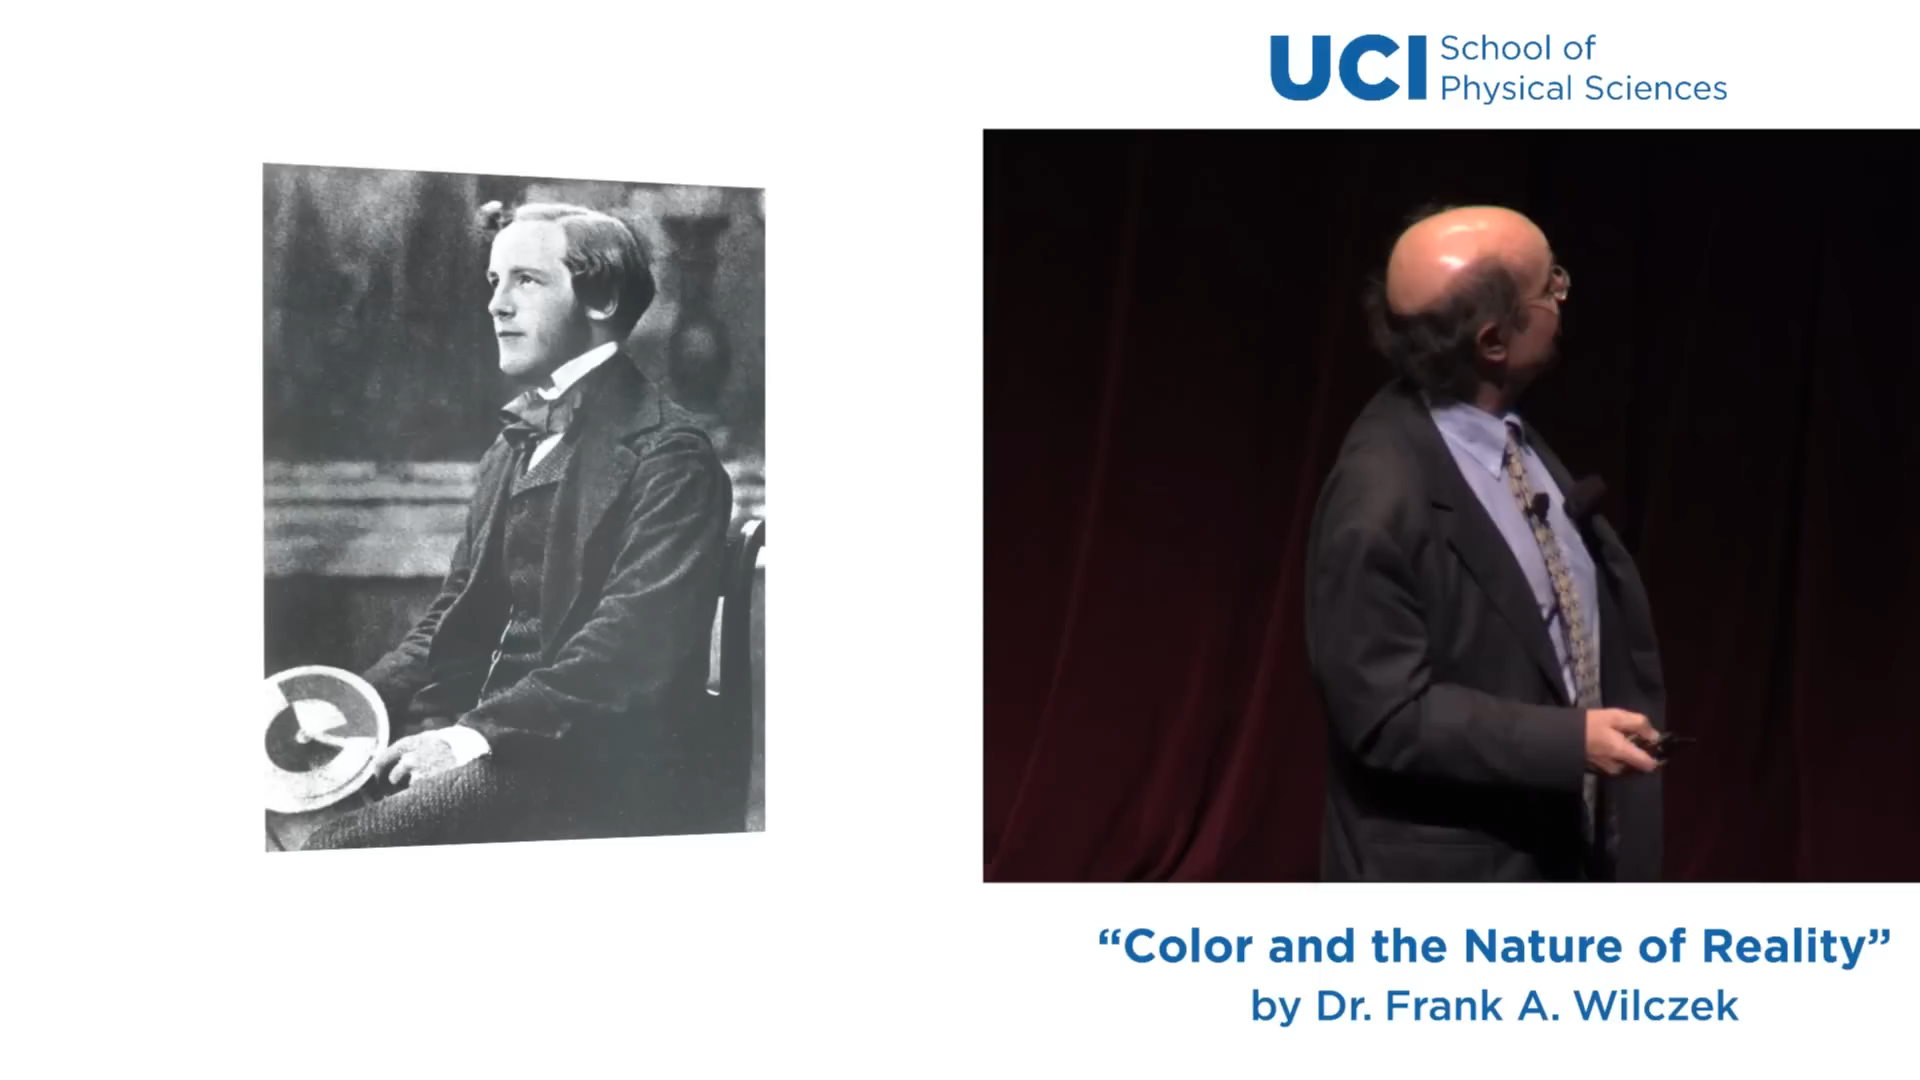 UCI School of
Physical Sciences
“Color and the Nature of Reality”
by Dr. Frank A. Wilczek